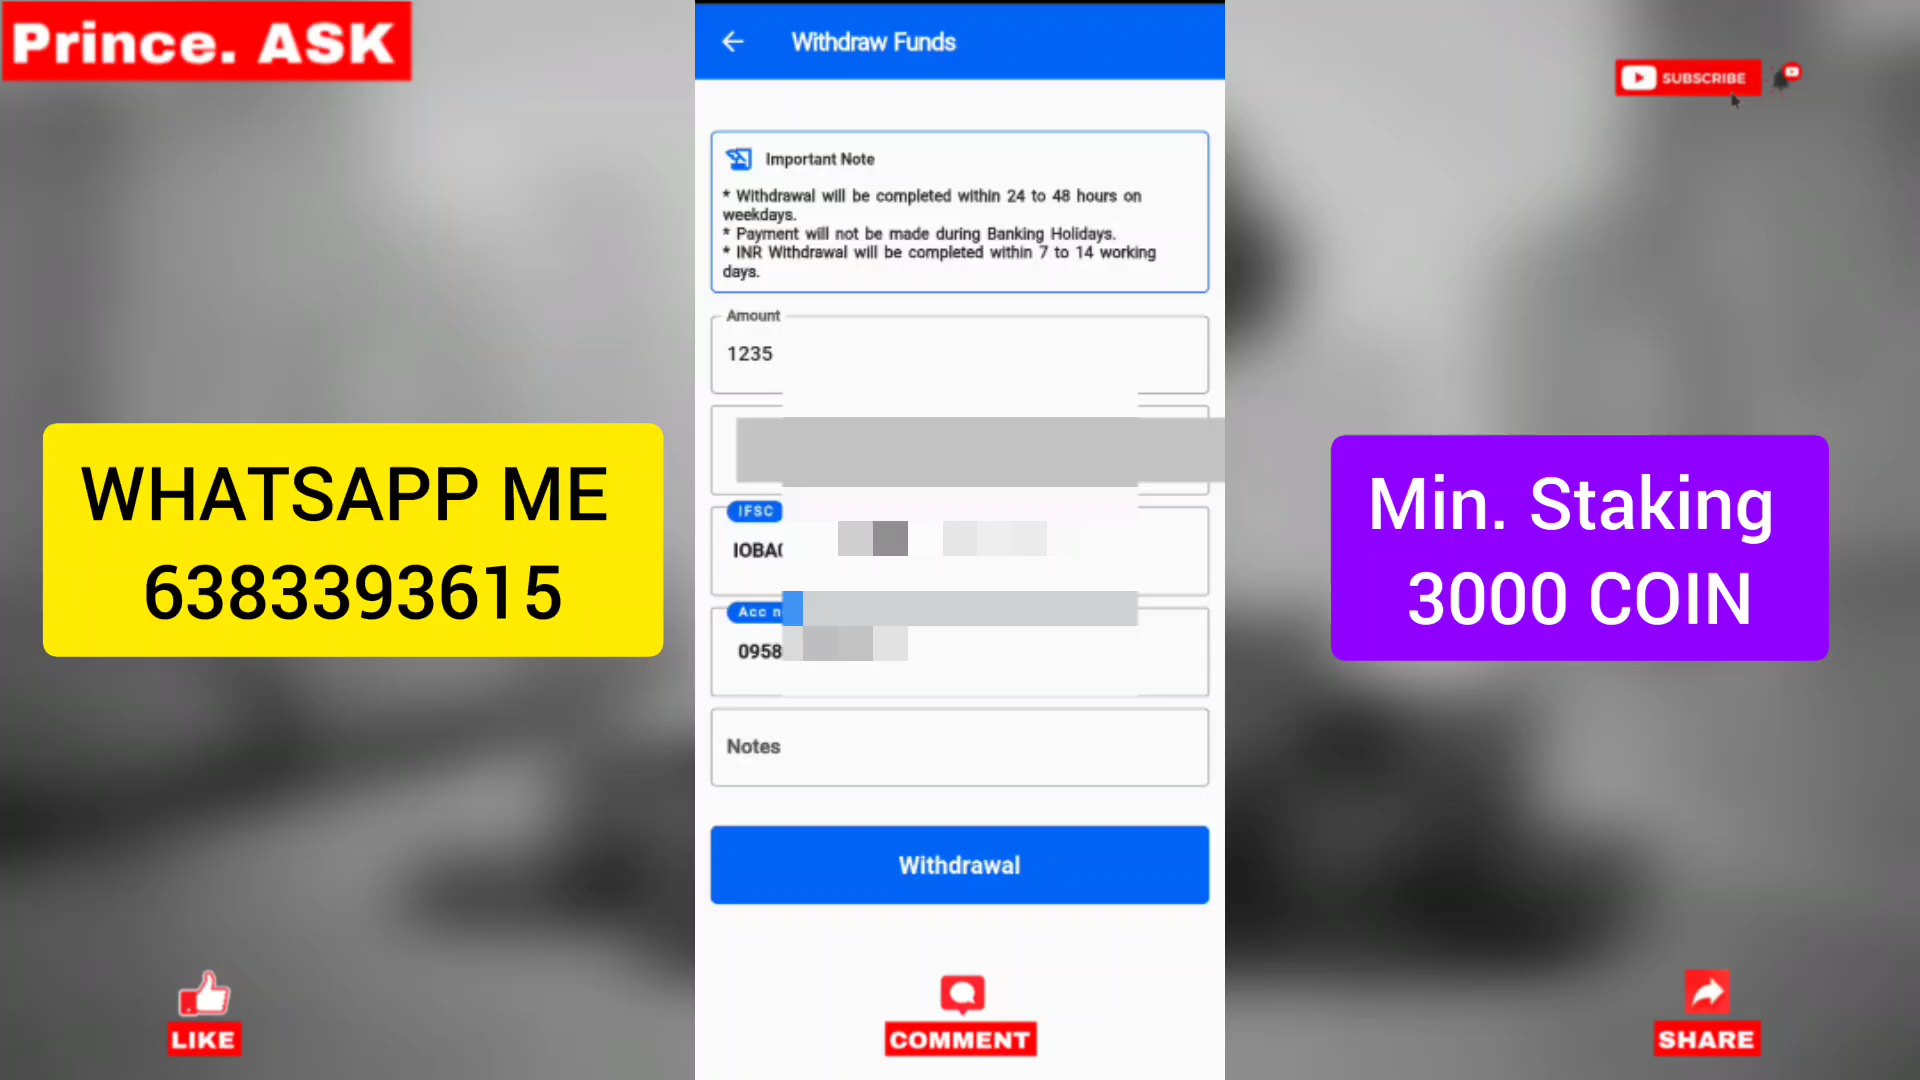 Prince. ASK
Withdraw Funds
SUBSCRIBE
Important Note
* Withdrawal will be completed within 24 to 48 hours on
weekdays.
* Payment will not be made during Banking Holidays.
* INR Withdrawal will be completed within 7 to 14 working
days.
Amount
1235
WHATSAPP ME
6383393615
IFSC
Min. Staking
3000 COIN
Acc n
0958
Notes
Withdrawal
LIKE
COMMENT
SHARE